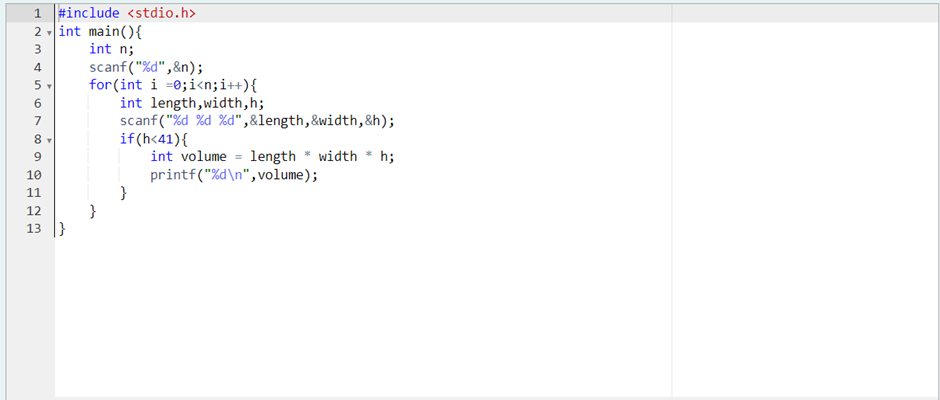 1 #include <stdio.h>
2 int main(){
3 int n;
4 scanf("%d",&n);
5 for(int i =0;i<n;i++){
6 int length,width,h;
7 scanf("%d %d %d",&length,&width,&h);
8 if(h<41){
9 int volume = length * width * h;
10 printf("%d\n",volume);
11 }
12 }
13 }